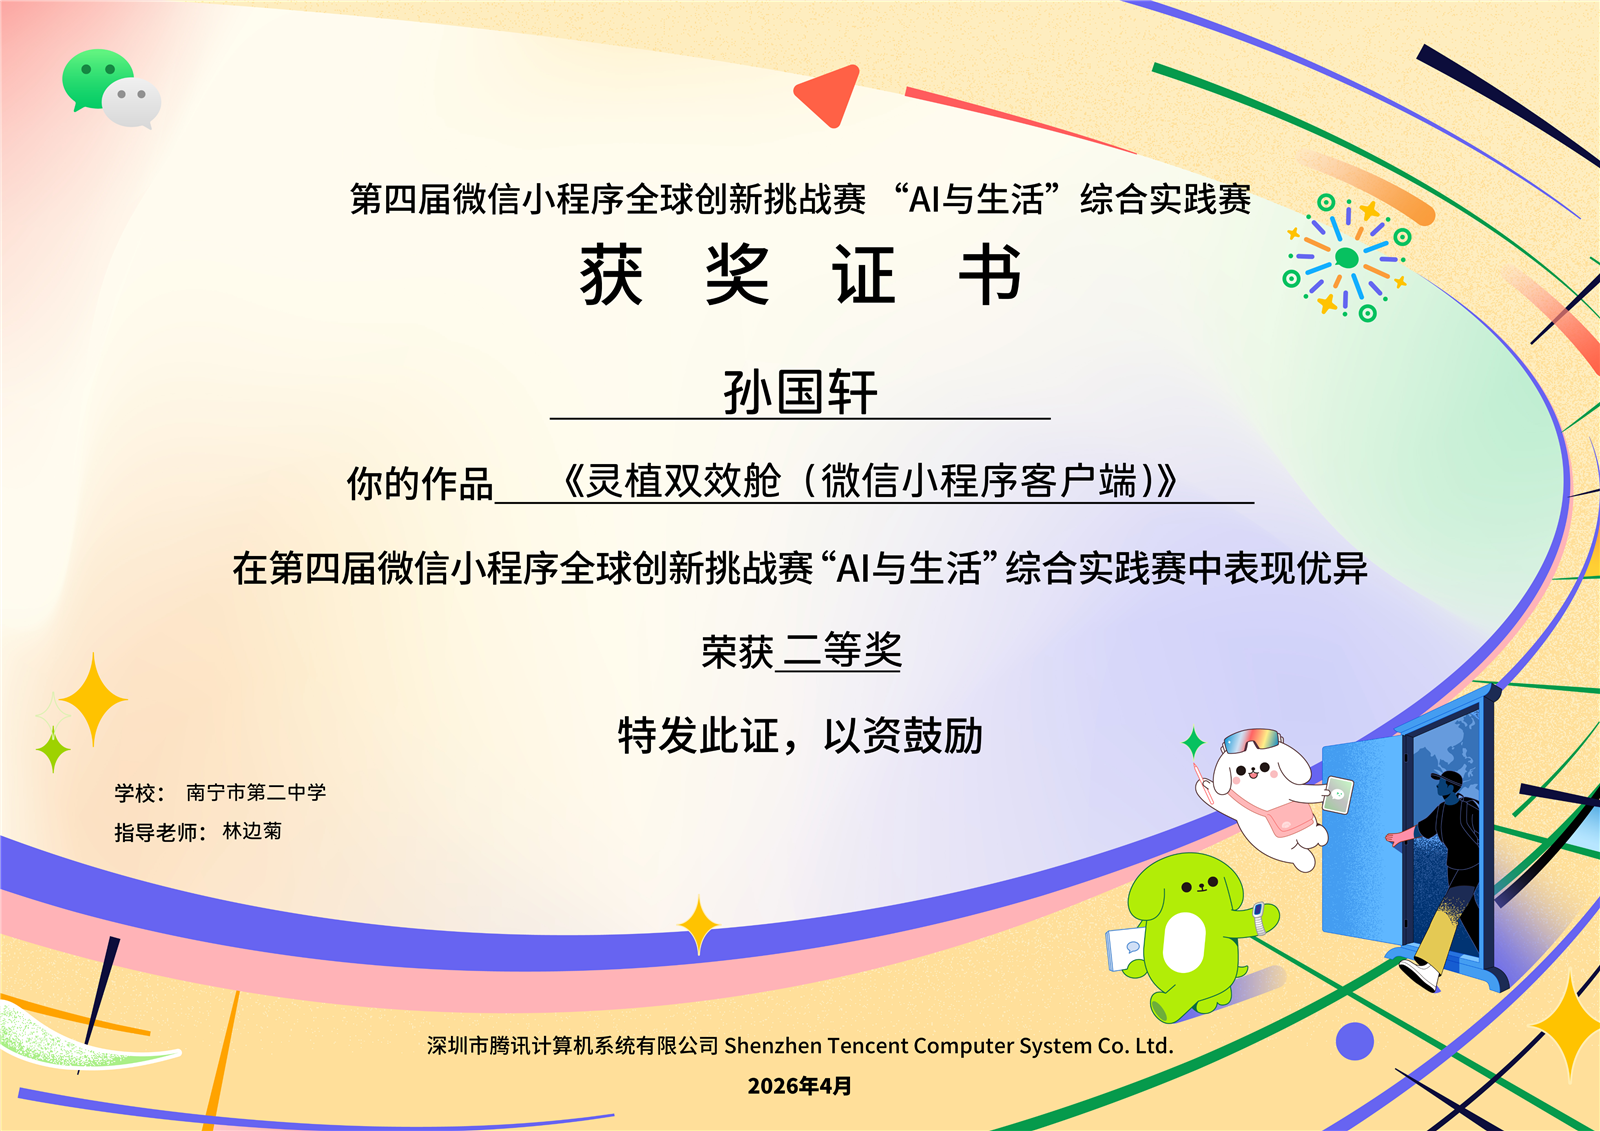 第四届微信小程序全球创新挑战赛 “AI与生活”综合实践赛
获 奖 证 书
孙国轩
你的作品 《灵植双效舱（微信小程序客户端)》
在第四届微信小程序全球创新挑战赛“AI与生活”综合实践赛中表现优异
荣获 二等奖
特发此证，以资鼓励
学校： 南宁市第二中学
指导老师： 林边菊
深圳市腾讯计算机系统有限公司 Shenzhen Tencent Computer System Co. Ltd.
2026年4月